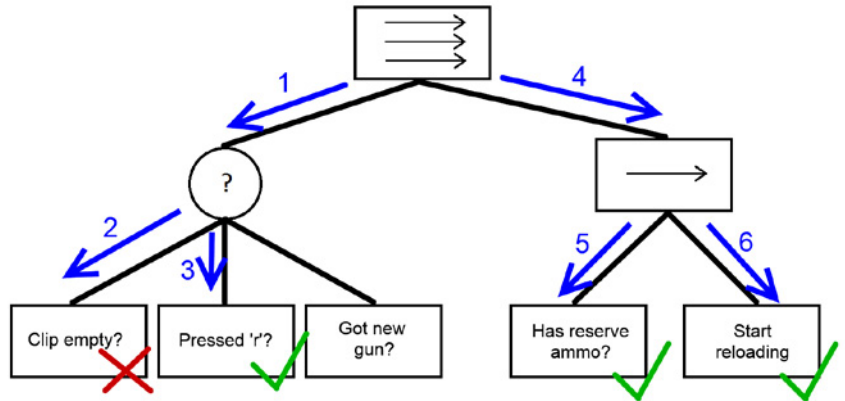 1
4
?
2
3
5
6
Clip empty?
Pressed 'r'?
Got new
gun?
Has reserve
ammo?
Start
reloading